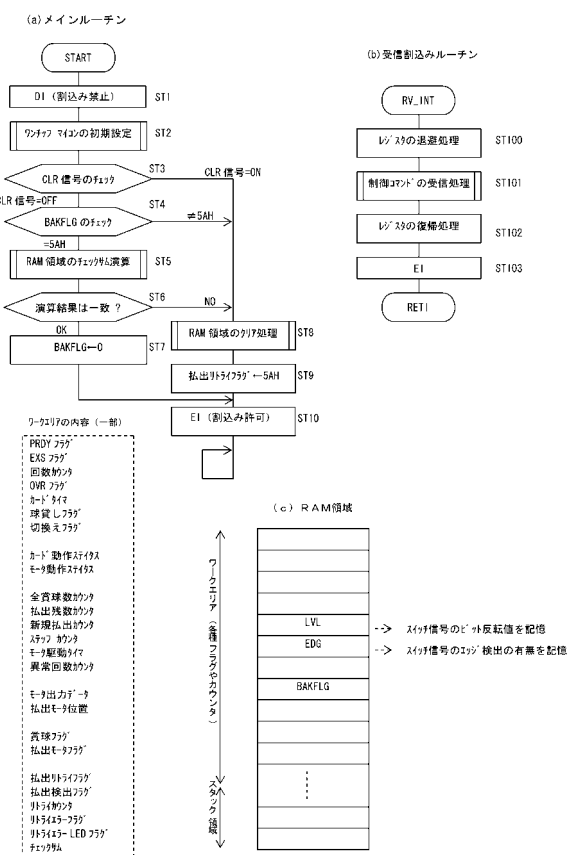 (a)メインルーチン
START
DI (割込み禁止) ST1
ワンチップ マイコンの初期設定 ST2
CLR 信号のチェック ST3
CLR 信号=ON
CLR 信号=OFF
BAKFLG のチェック ST4
≠5AH
=5AH
RAM 領域のチェックサム演算 ST5
演算結果は一致 ? ST6
NO
OK
BAKFLG←0 ST7
RAM 領域のクリア処理 ST8
払出リトライフラグ←5AH ST9
EI (割込み許可) ST10
(b)受信割込みルーチン
RV_INT
レジスタの退避処理 ST100
制御コマンドの受信処理 ST101
レジスタの復帰処理 ST102
EI ST103
RETI
ワークエリアの内容 (一部)
PRDY フラグ
EXS フラグ
回数カウンタ
OVR フラグ
カード タイマ
球貸しフラグ
切換えフラグ
カード 動作ステイタス
モータ動作ステイタス
全賞球数カウンタ
払出残数カウンタ
新規払出カウンタ
ステップ カウンタ
モータ駆動タイマ
異常回数カウンタ
モータ出力データ
払出モータ位置
賞球フラグ
払出モータフラグ
払出リトライフラグ
払出検出フラグ
リトライカウンタ
リトライエラーフラグ
リトライエラー LED フラグ
チェックサム
(c) RAM領域
ワークエリア (各種フラグやカウンタ)
スタック領域
LVL
スイッチ信号のビット反転値を記憶
EDG
スイッチ信号のエッジ検出の有無を記憶
BAKFLG